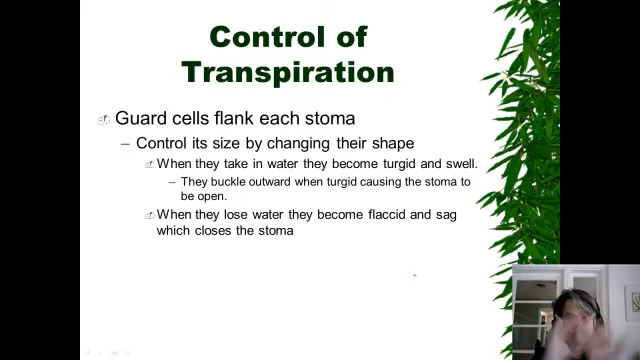 Control of
Transpiration
Guard cells flank each stoma
– Control its size by changing their shape
When they take in water they become turgid and swell.
– They buckle outward when turgid causing the stoma to
be open.
When they lose water they become flaccid and sag
which closes the stoma